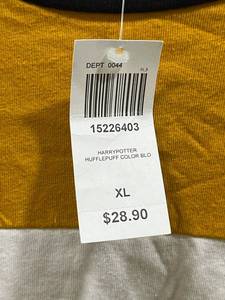 DEPT 0044
15226403
HARRYPOTTER
HUFFLEPUFF COLOR BLO
XL
$28.90